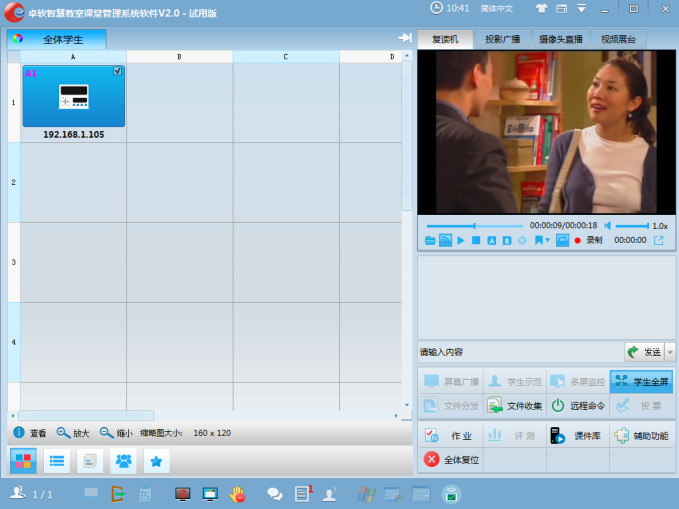 卓软智慧教室课堂管理系统软件V2.0 - 试用版
10:41 简体中文
全体学生
复读机 投影广播 摄像头直播 视频展台
A B C D
1
A1
192.168.1.105
2
3
4
00:00:09/00:00:18 1.0x
A B 录制 00:00:00
请输入内容 发送
屏幕广播 学生示范 多屏监控 学生全屏
文件分发 文件收集 远程命令 投 票
作 业 评 测 课件库 辅助功能
全体复位
查看 放大 缩小 缩略图大小: 160 x 120
1 / 1
1